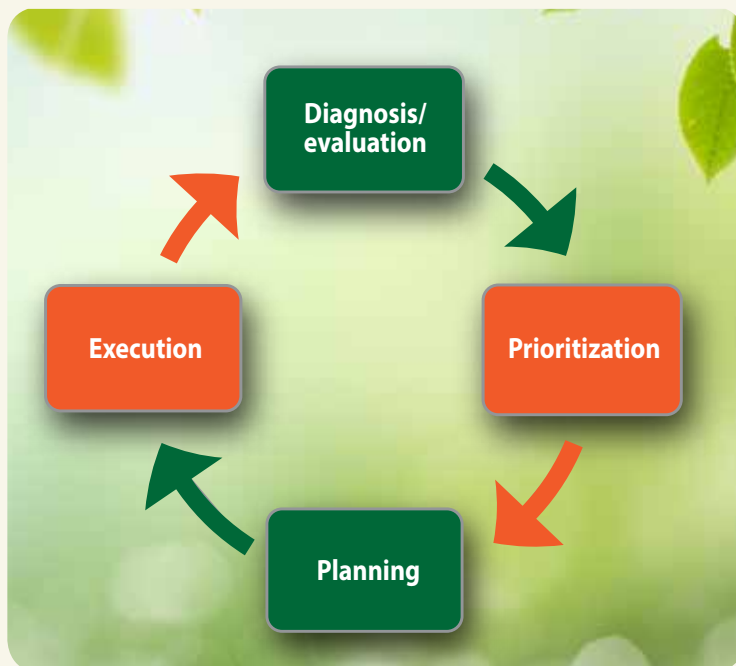 Diagnosis/
evaluation
Prioritization
Planning
Execution